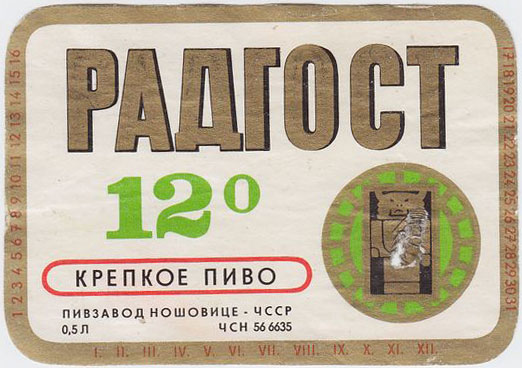 РАДГОСТ
12º
КРЕПКОЕ ПИВО
ПИВЗАВОД НОШОВИЦЕ - ЧССР
0,5 Л ЧСН 56 6635
I. II. III. IV. V. VI. VII. VIII. IX. X. XI. XII.
1 2 3 4 5 6 7 8 9 10 11 12 13 14 15 16
17 18 19 20 21 22 23 24 25 26 27 28 29 30 31